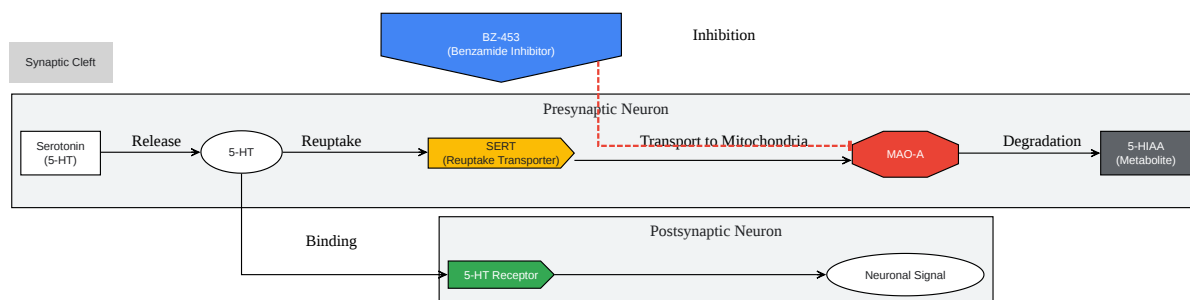 BZ-453
(Benzamide Inhibitor)
Inhibition
Synaptic Cleft
Presynaptic Neuron
Serotonin
(5-HT)
Release
5-HT
Reuptake
SERT
(Reuptake Transporter)
Transport to Mitochondria
MAO-A
Degradation
5-HIAA
(Metabolite)
Postsynaptic Neuron
Binding
5-HT Receptor
Neuronal Signal